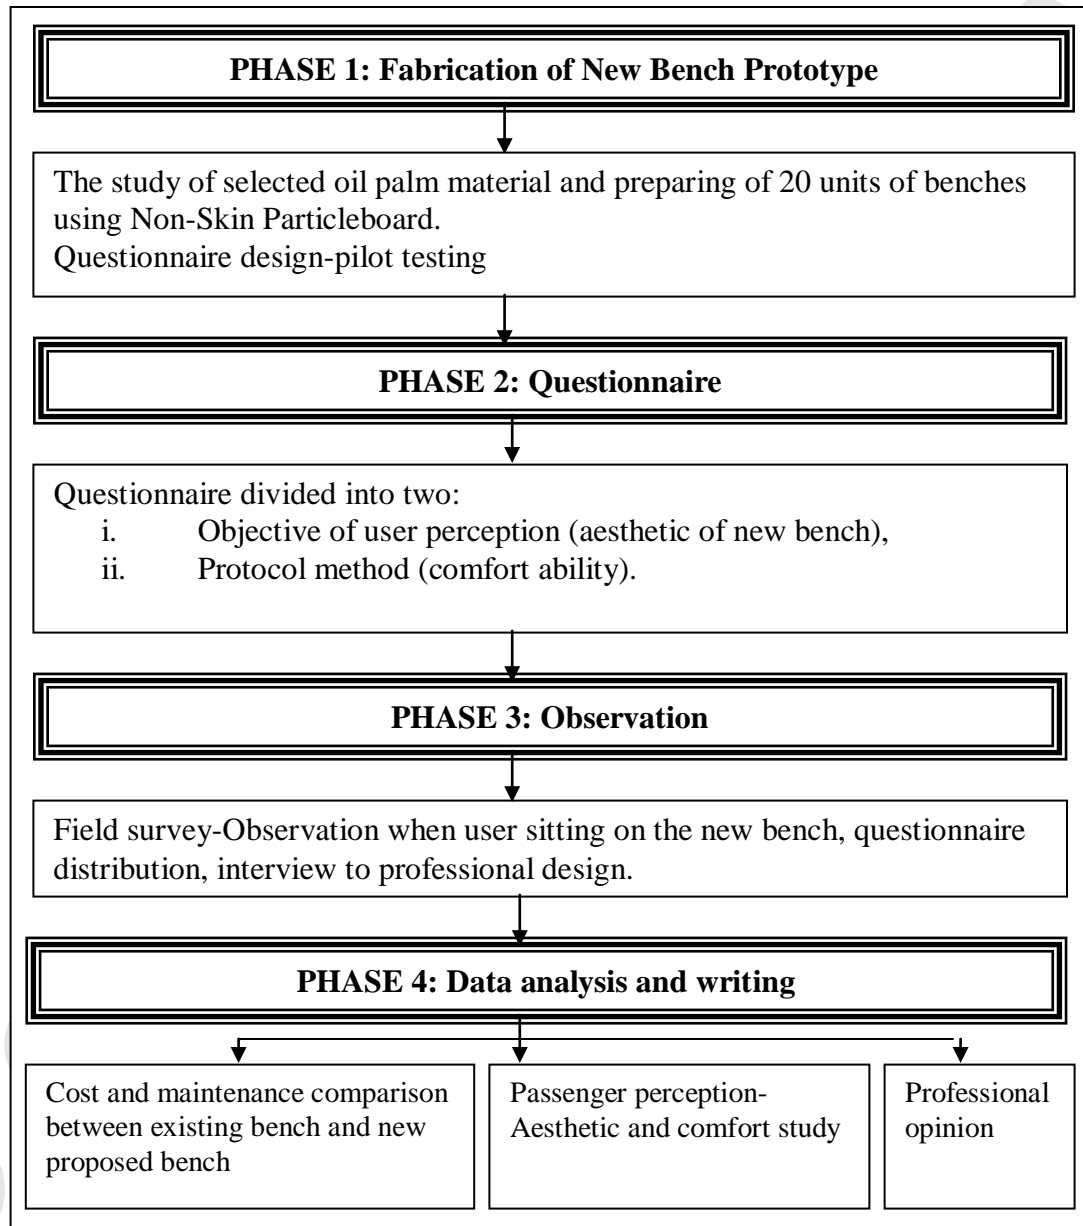 PHASE 1: Fabrication of New Bench Prototype
The study of selected oil palm material and preparing of 20 units of benches
using Non-Skin Particleboard.
Questionnaire design-pilot testing
PHASE 2: Questionnaire
Questionnaire divided into two:
i. Objective of user perception (aesthetic of new bench),
ii. Protocol method (comfort ability).
PHASE 3: Observation
Field survey-Observation when user sitting on the new bench, questionnaire
distribution, interview to professional design.
PHASE 4: Data analysis and writing
Cost and maintenance comparison
between existing bench and new
proposed bench
Passenger perception-
Aesthetic and comfort study
Professional
opinion